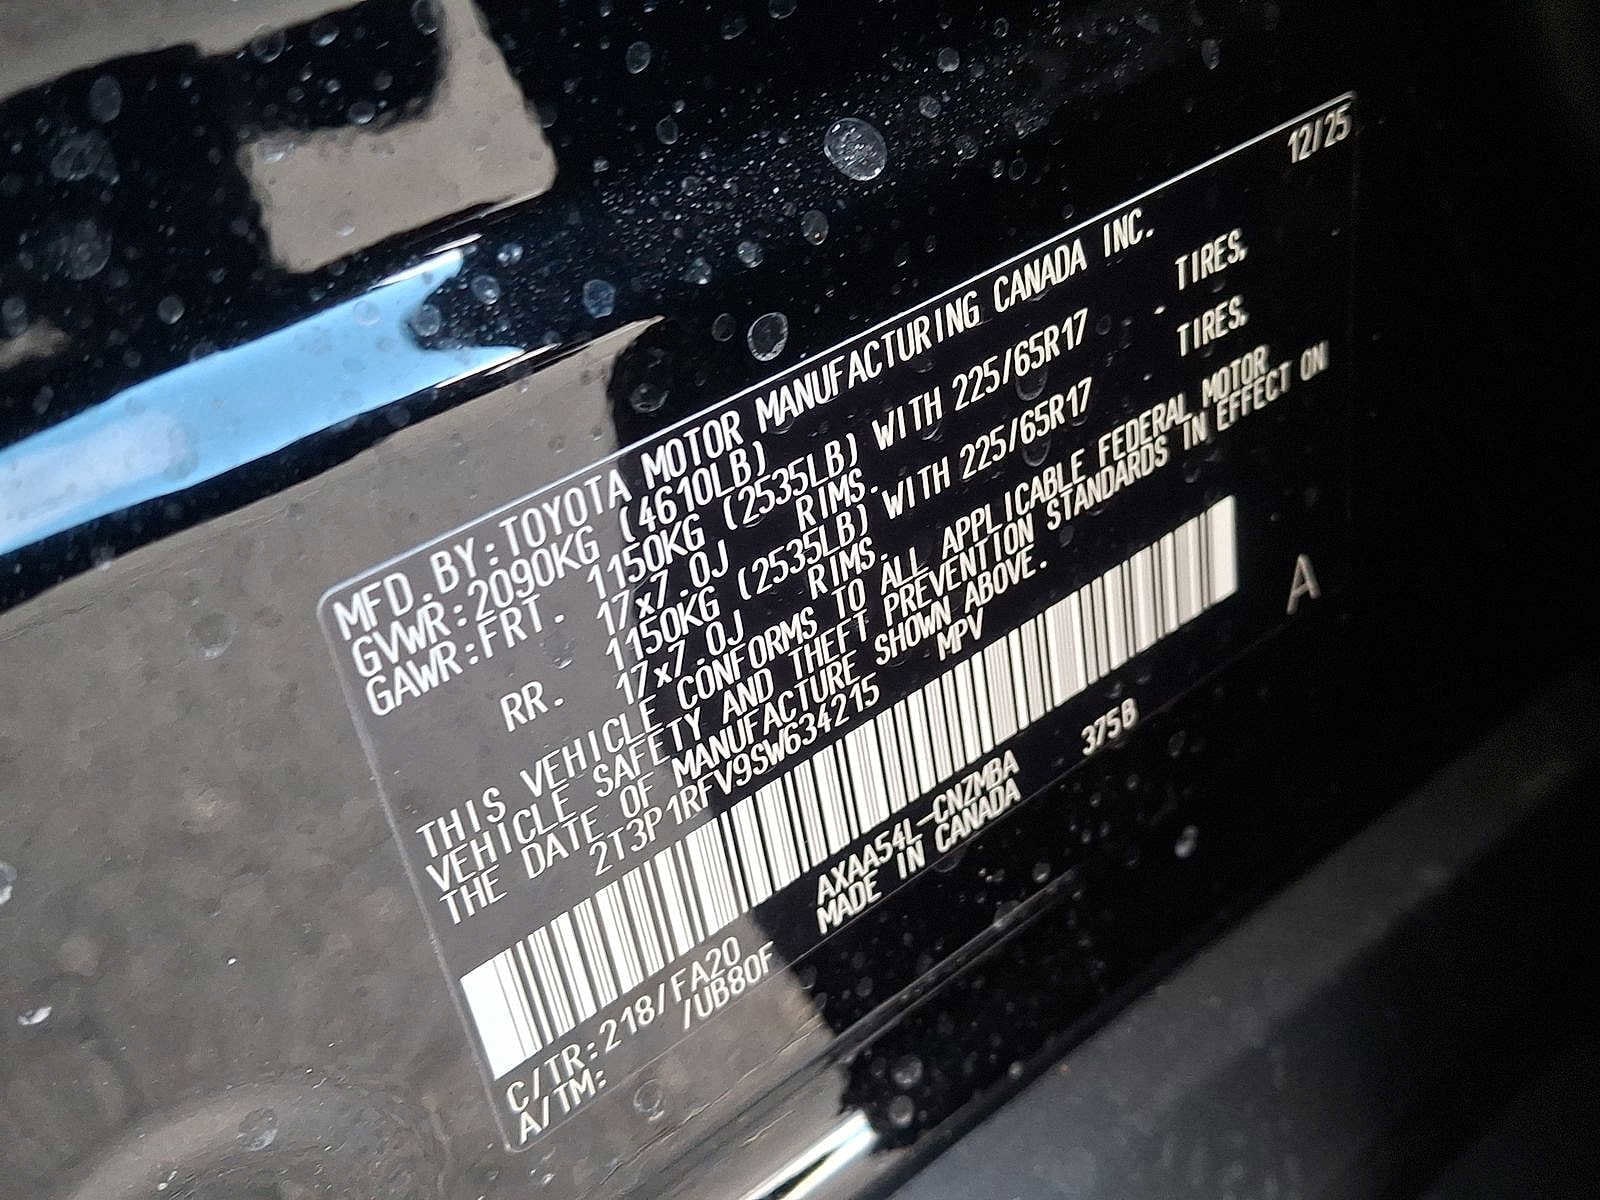 12/25
MFD.BY:TOYOTA MOTOR MANUFACTURING CANADA INC.
GVWR:2090KG (4610LB)
GAWR:FRT. 1150KG (2535LB) WITH 225/65R17 TIRES,
17x7.0J RIMS.
RR. 1150KG (2535LB) WITH 225/65R17 TIRES,
17x7.0J RIMS.
THIS VEHICLE CONFORMS TO ALL APPLICABLE FEDERAL MOTOR
VEHICLE SAFETY AND THEFT PREVENTION STANDARDS IN EFFECT ON
THE DATE OF MANUFACTURE SHOWN ABOVE.
2T3P1RFV9SW634215 MPV
A
C/TR:218/FA20 AXAA54L-CNZMBA 375B
A/TM: /UB80F MADE IN CANADA